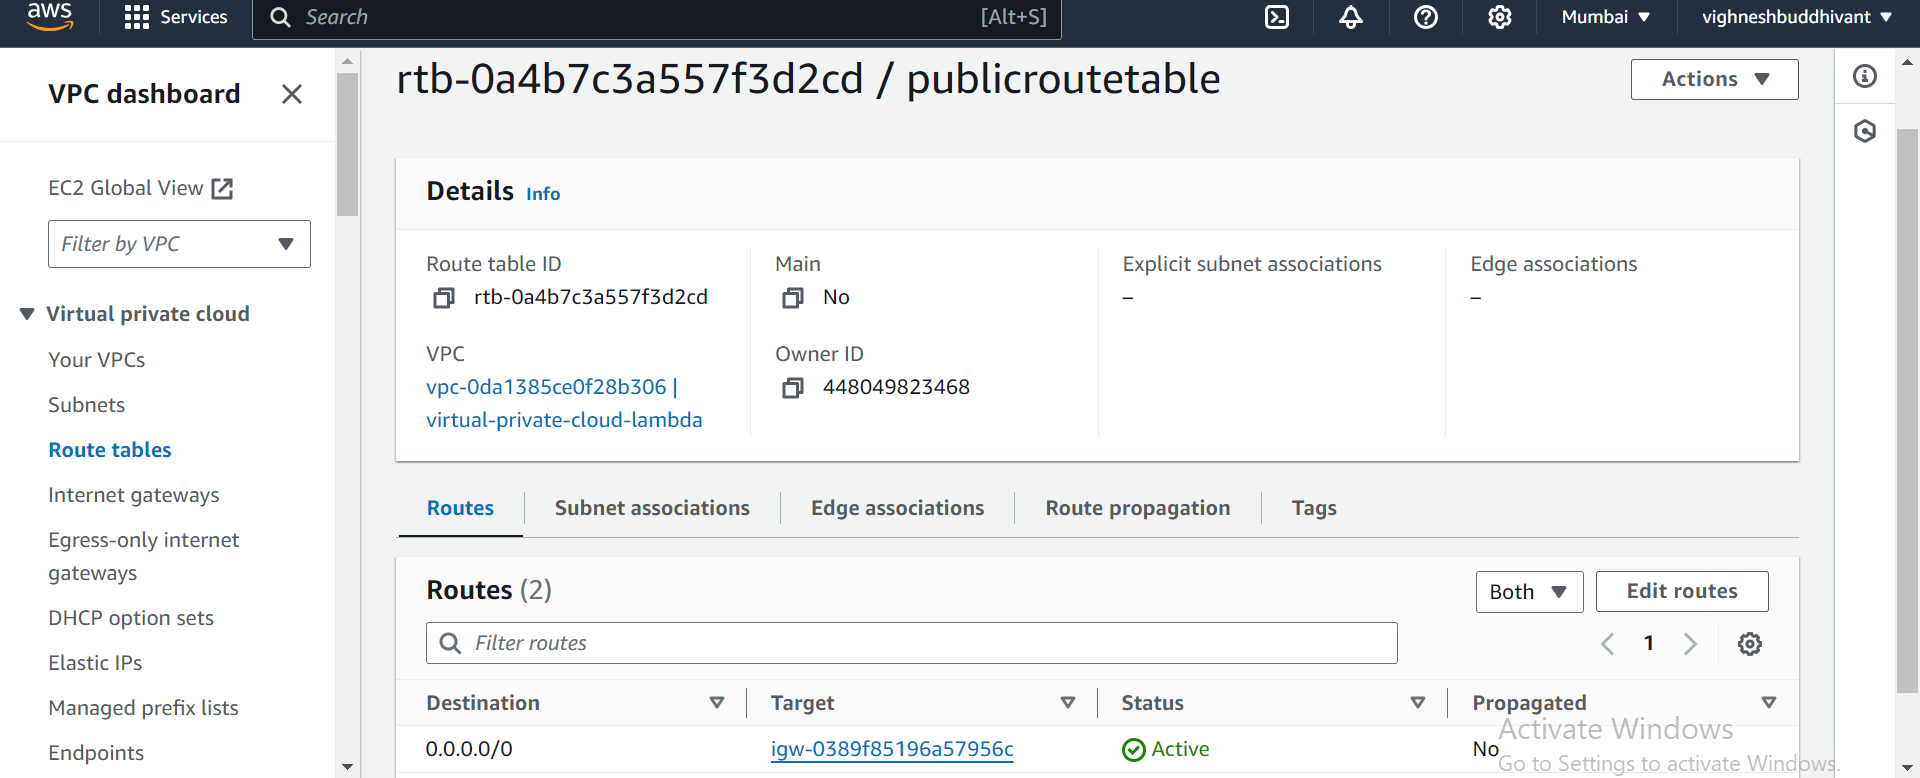 aws Services Search [Alt+S] Mumbai vighneshbuddhivant
VPC dashboard
EC2 Global View
Filter by VPC
Virtual private cloud
Your VPCs
Subnets
Route tables
Internet gateways
Egress-only internet
gateways
DHCP option sets
Elastic IPs
Managed prefix lists
Endpoints
rtb-0a4b7c3a557f3d2cd / publicroutetable
Actions
Details Info
Route table ID
rtb-0a4b7c3a557f3d2cd
VPC
vpc-0da1385ce0f28b306 |
virtual-private-cloud-lambda
Main
No
Owner ID
448049823468
Explicit subnet associations
–
Edge associations
–
Routes Subnet associations Edge associations Route propagation Tags
Routes (2)
Both Edit routes
Filter routes
1
Destination Target Status Propagated
0.0.0.0/0 igw-0389f85196a57956c Active No
Activate Windows
Go to Settings to activate Windows.